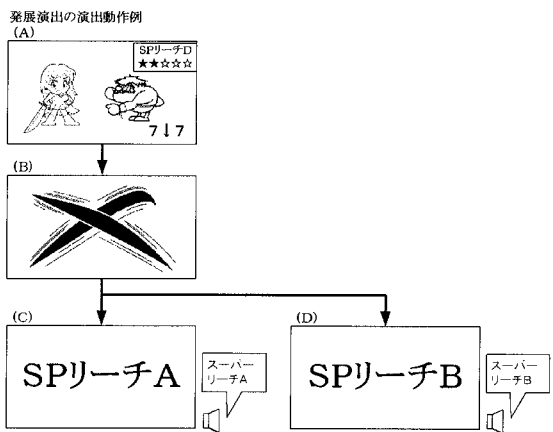 発展演出の演出動作例
(A)
SPリーチD
★★☆☆☆
7↓7
(B)
(C)
SPリーチA
スーパー
リーチA
(D)
SPリーチB
スーパー
リーチB